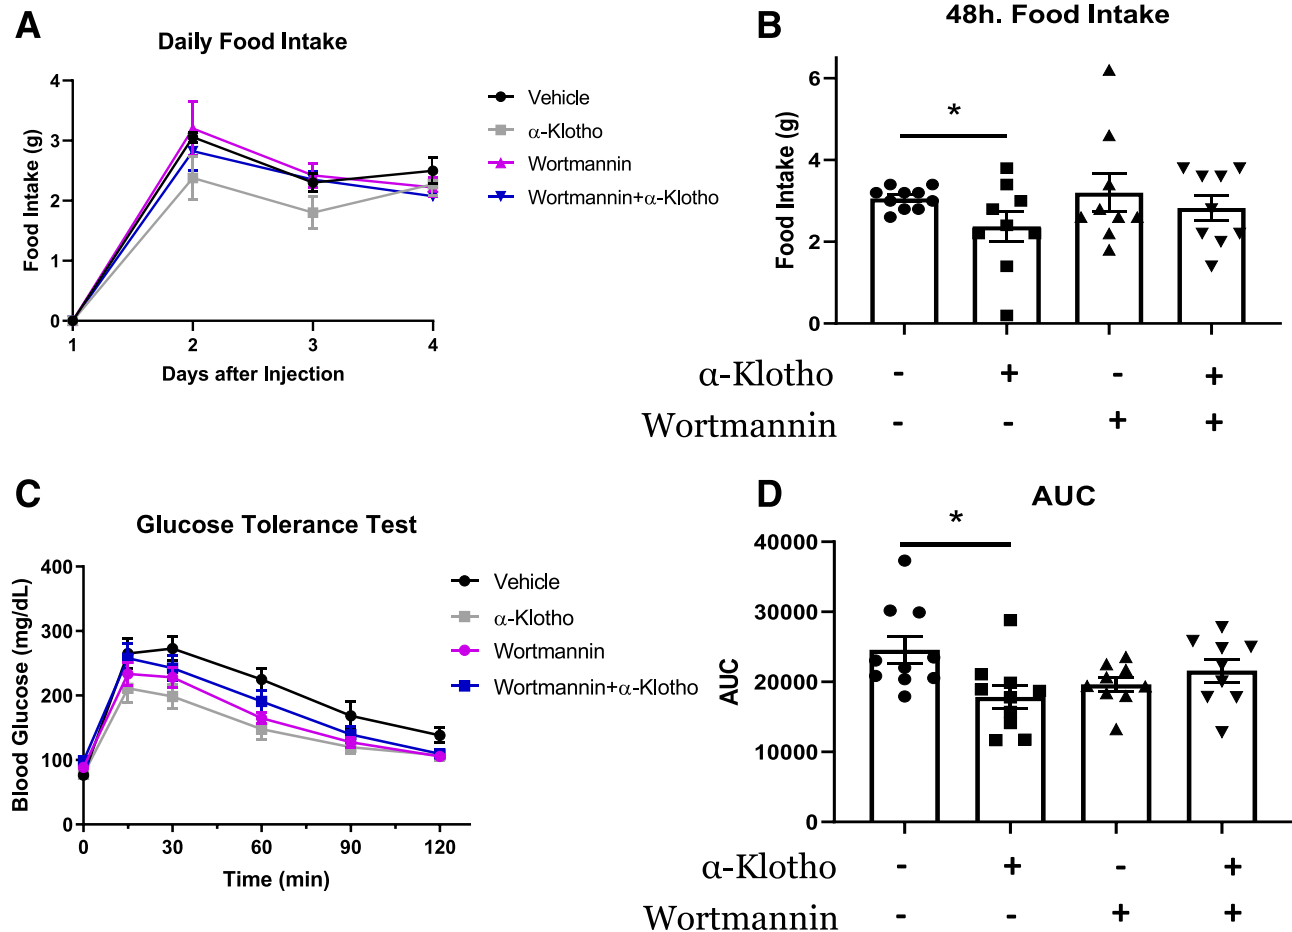 A
Daily Food Intake
Food Intake (g)
4
3
2
1
0
1 2 3 4
Days after Injection
Vehicle
α-Klotho
Wortmannin
Wortmannin+α-Klotho
B
48h. Food Intake
Food Intake (g)
6
4
2
0
*
α-Klotho - + - +
Wortmannin - - + +
C
Glucose Tolerance Test
Blood Glucose (mg/dL)
400
300
200
100
0
0 30 60 90 120
Time (min)
Vehicle
α-Klotho
Wortmannin
Wortmannin+α-Klotho
D
AUC
AUC
40000
30000
20000
10000
0
*
α-Klotho - + - +
Wortmannin - - + +